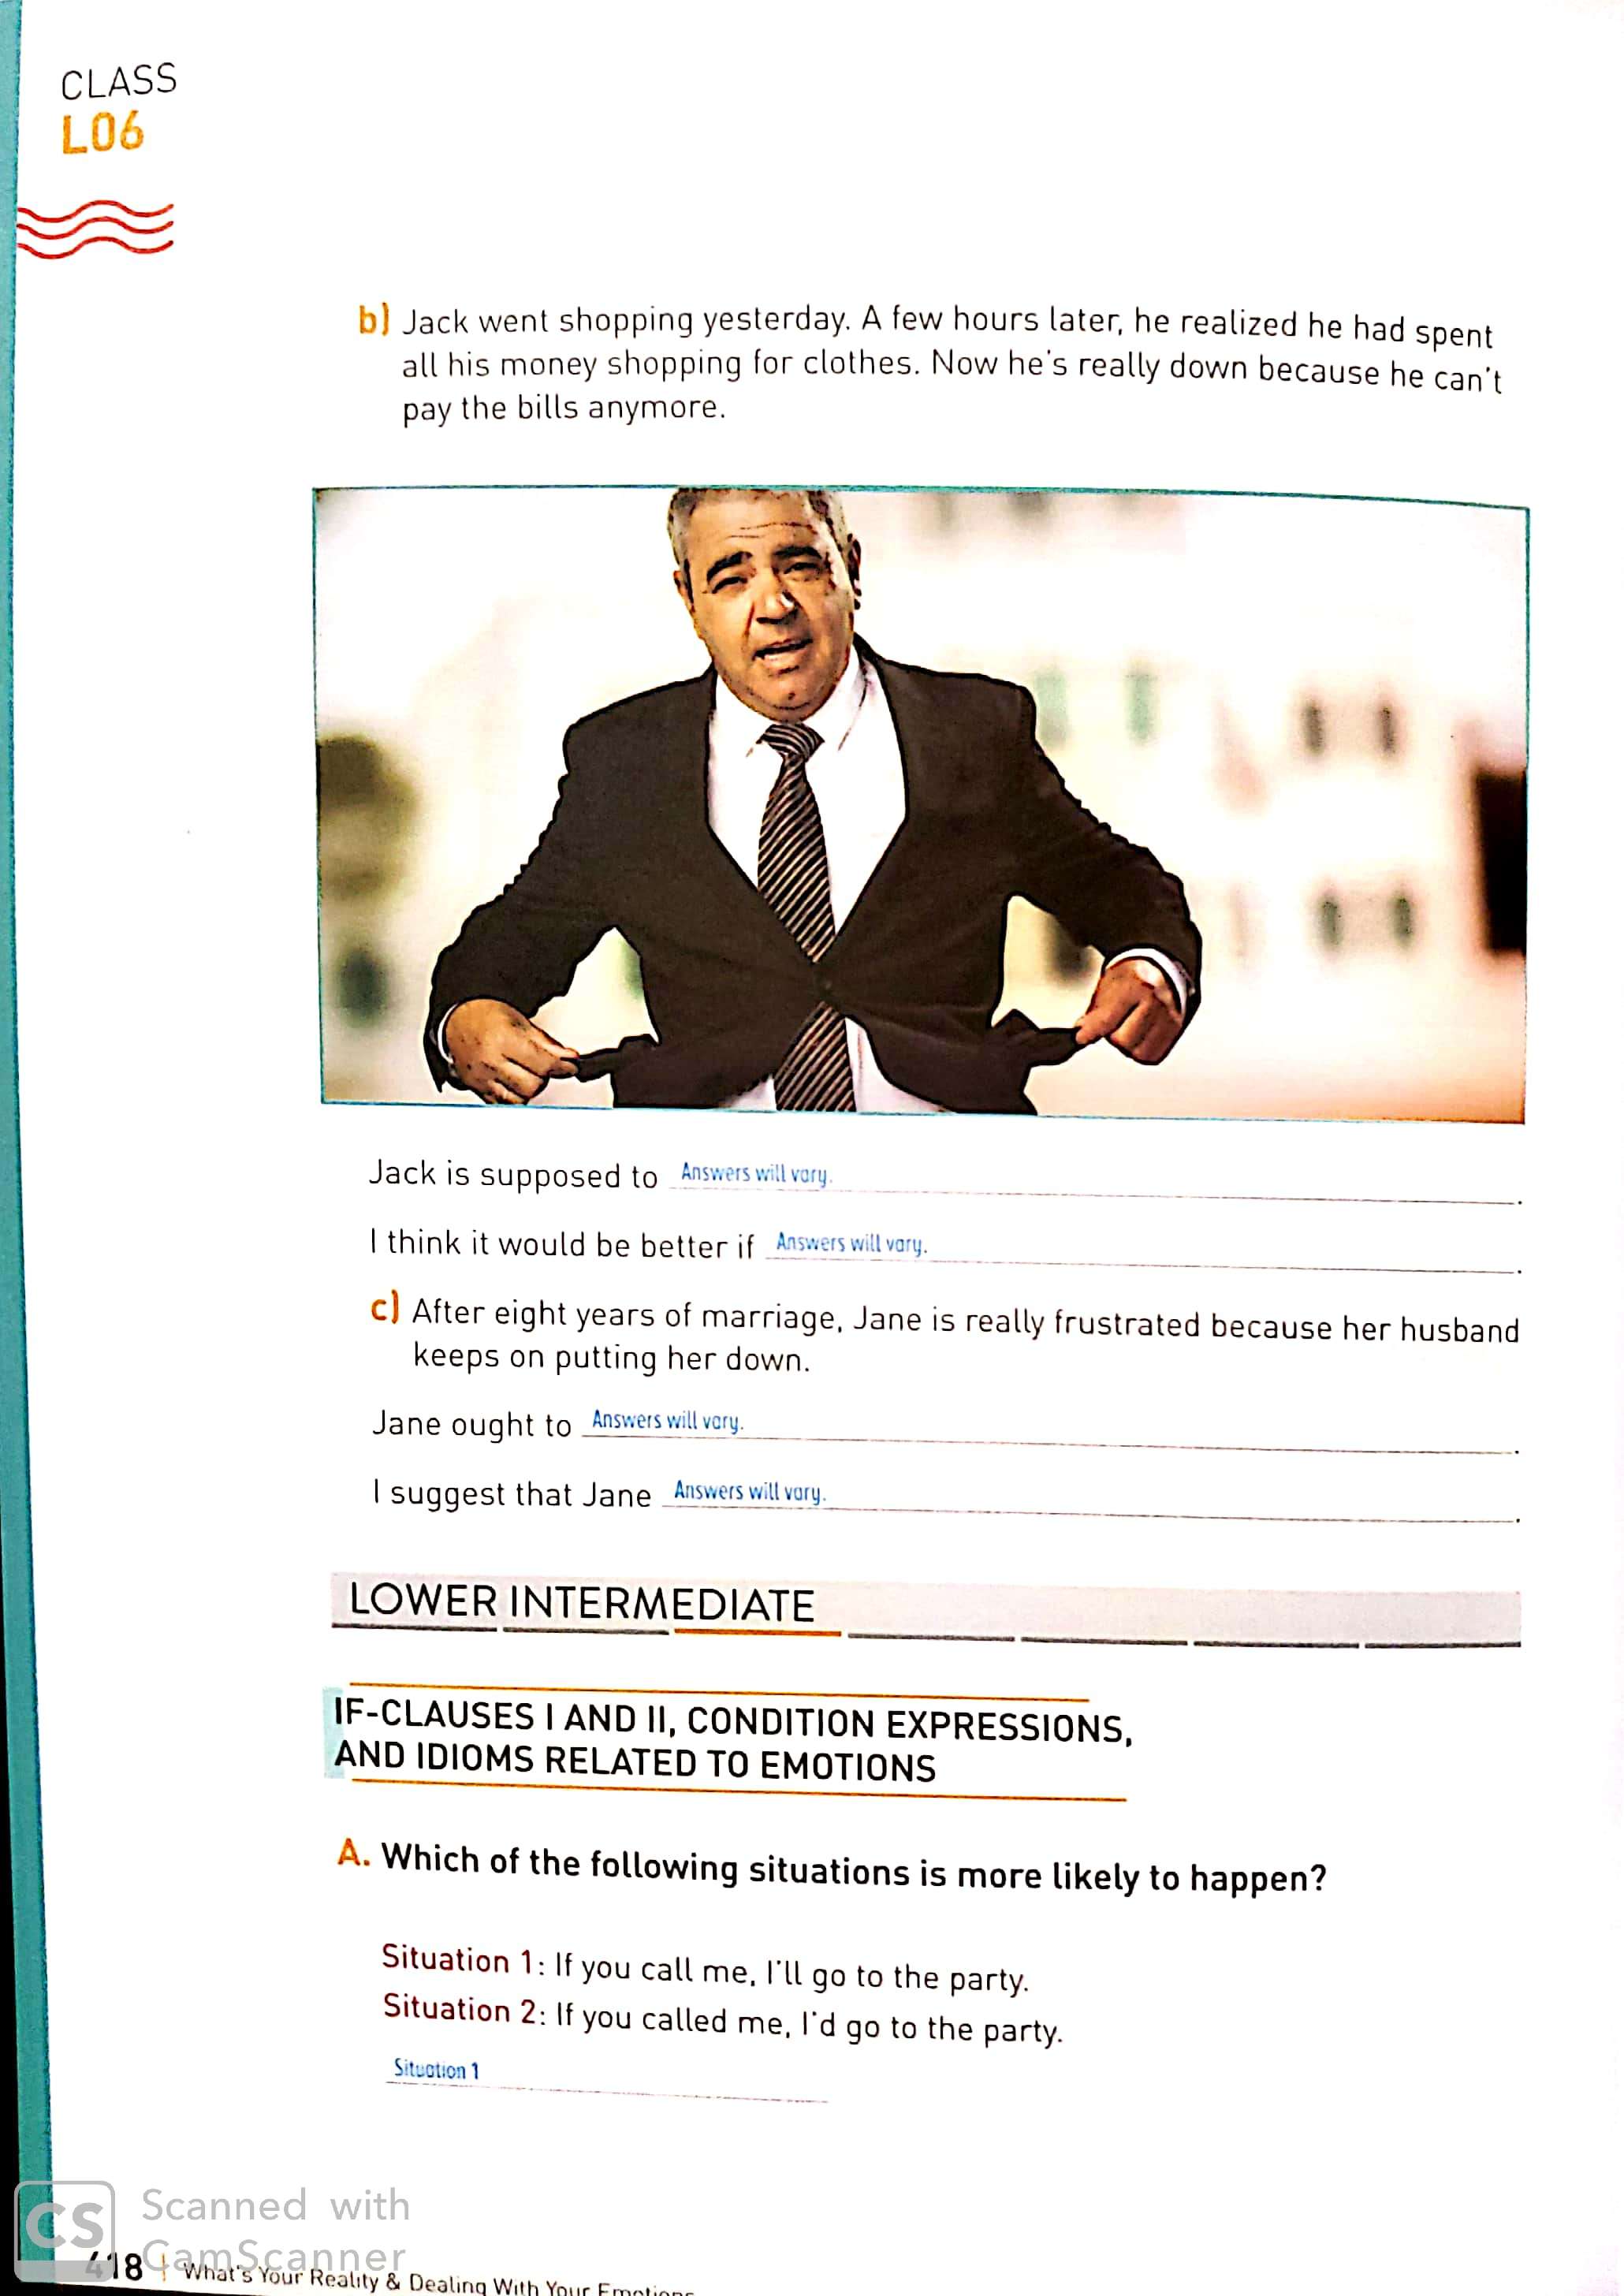 CLASS
L06
b) Jack went shopping yesterday. A few hours later, he realized he had spent
all his money shopping for clothes. Now he's really down because he can't
pay the bills anymore.
Jack is supposed to Answers will vary.
I think it would be better if Answers will vary.
c) After eight years of marriage, Jane is really frustrated because her husband
keeps on putting her down.
Jane ought to Answers will vary.
I suggest that Jane Answers will vary.
LOWER INTERMEDIATE
IF-CLAUSES I AND II, CONDITION EXPRESSIONS,
AND IDIOMS RELATED TO EMOTIONS
A. Which of the following situations is more likely to happen?
Situation 1: If you call me, I'll go to the party.
Situation 2: If you called me, I'd go to the party.
Situation 1
CS Scanned with
CamScanner
418 | What's Your Reality & Dealing With Your Emotions